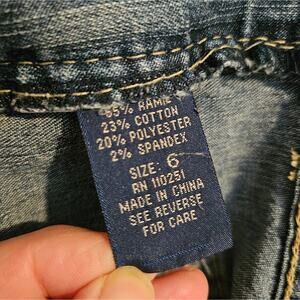 55% RAMIE
23% COTTON
20% POLYESTER
2% SPANDEX
SIZE: 6
RN 110251
MADE IN CHINA
SEE REVERSE
FOR CARE